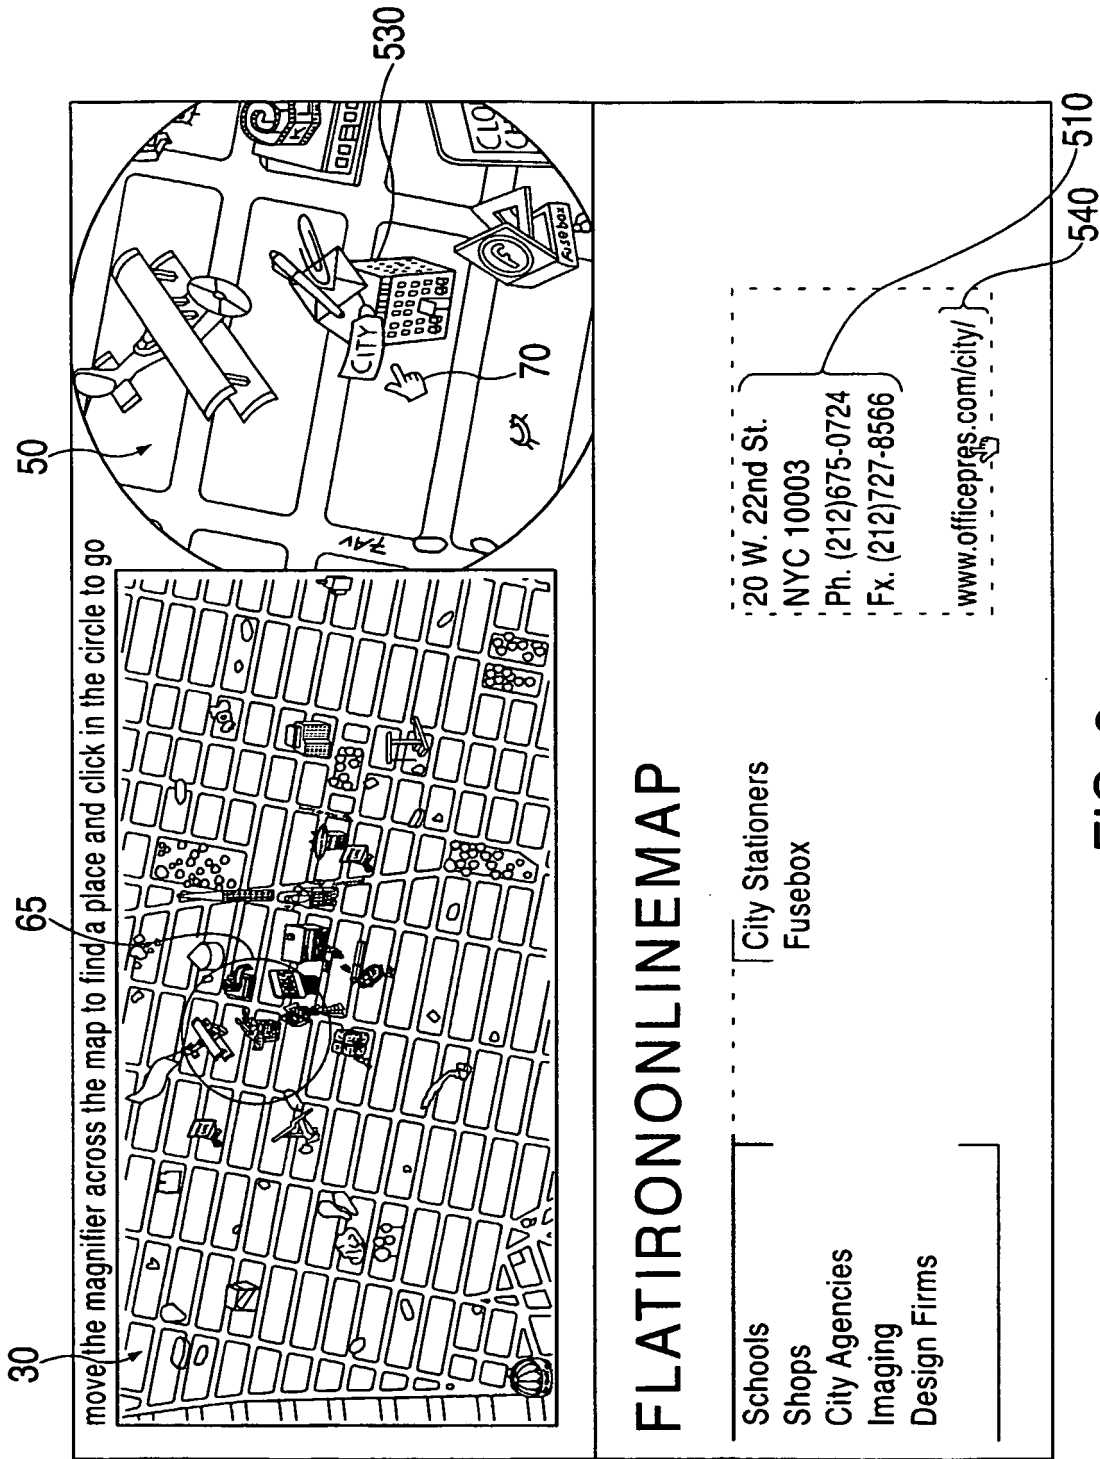 move the magnifier across the map to find a place and click in the circle to go
30
65
50
530
70
7AV
CITY
fusebox
CLO
FLATIRONONLINEMAP
Schools
Shops
City Agencies
Imaging
Design Firms
City Stationers
Fusebox
20 W. 22nd St.
NYC 10003
Ph. (212)675-0724
Fx. (212)727-8566
www.officepres.com/city/
510
540